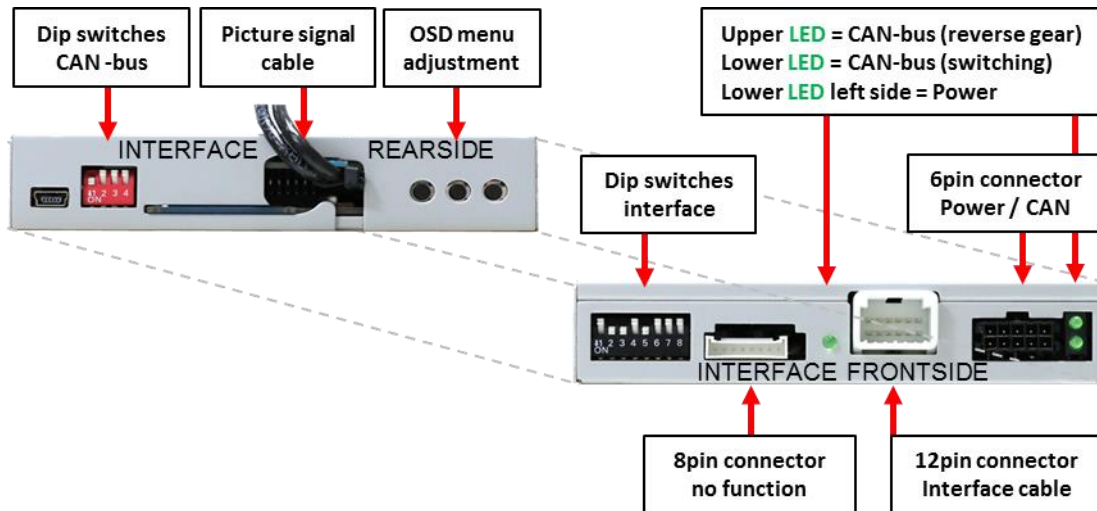 Dip switches
CAN -bus
Picture signal
cable
OSD menu
adjustment
Upper LED = CAN-bus (reverse gear)
Lower LED = CAN-bus (switching)
Lower LED left side = Power
INTERFACE
REARSIDE
1 2 3 4
ON
Dip switches
interface
6pin connector
Power / CAN
1 2 3 4 5 6 7 8
ON
INTERFACE FRONTSIDE
8pin connector
no function
12pin connector
Interface cable